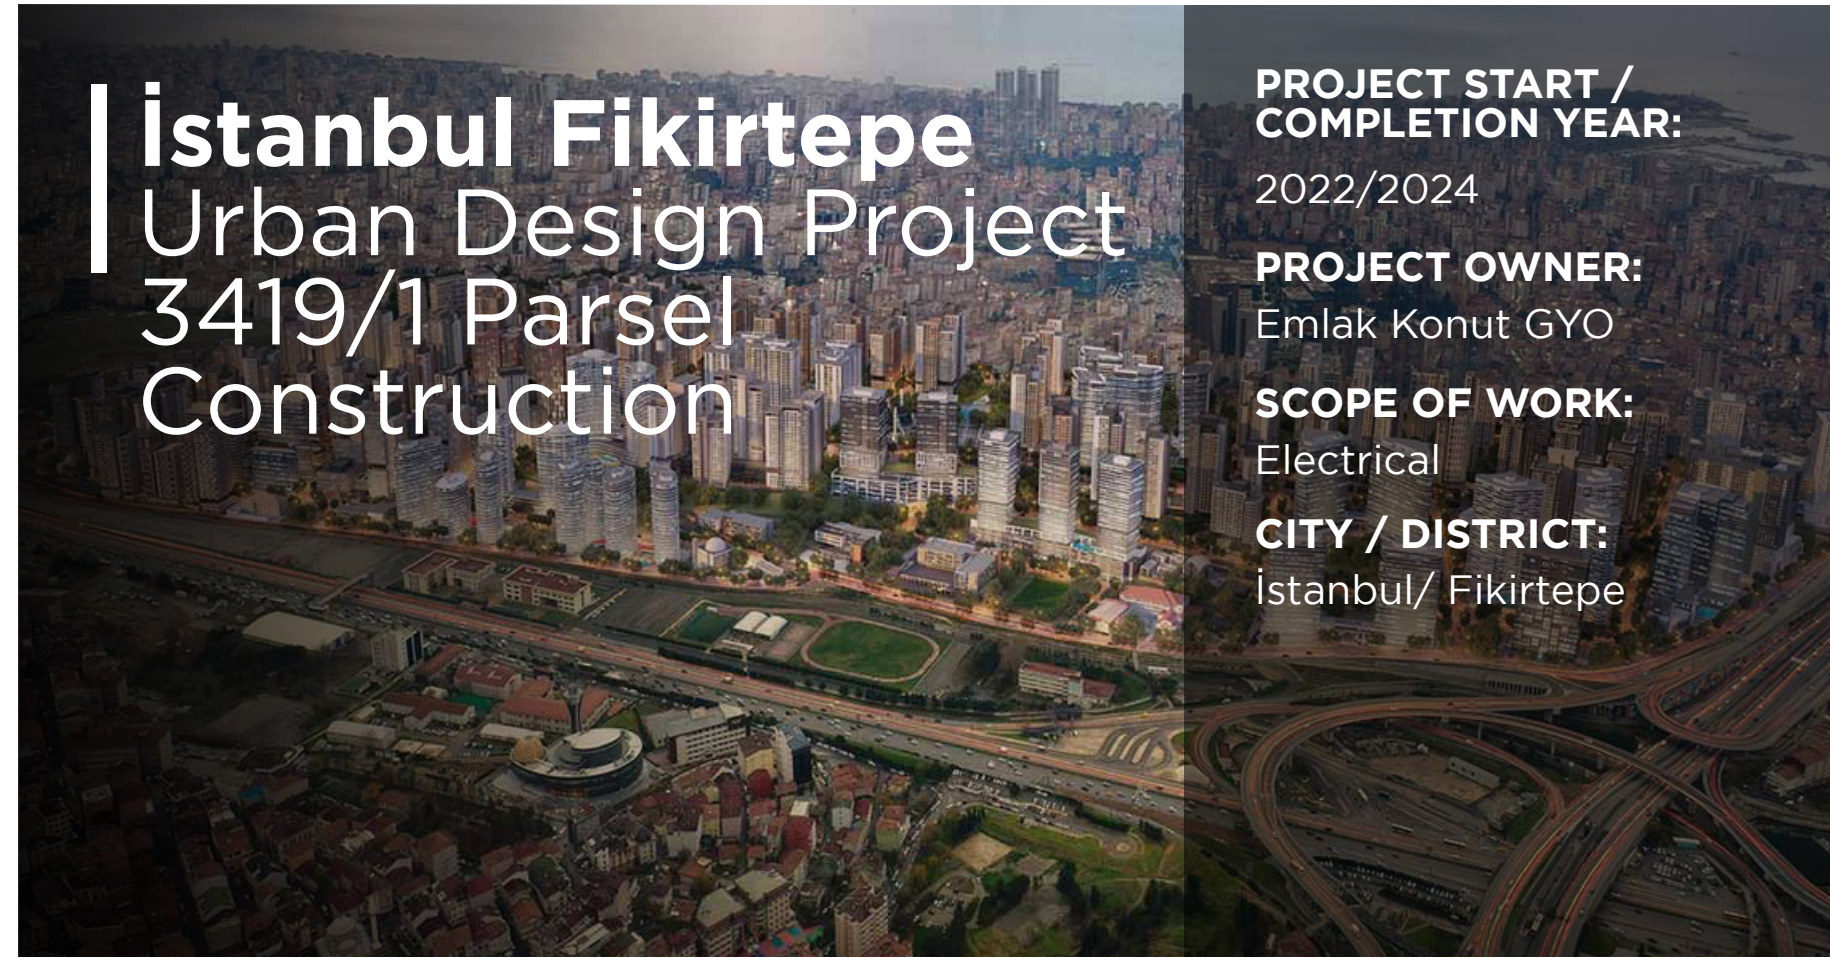 İstanbul Fikirtepe
Urban Design Project
3419/1 Parsel
Construction
PROJECT START /
COMPLETION YEAR:
2022/2024
PROJECT OWNER:
Emlak Konut GYO
SCOPE OF WORK:
Electrical
CITY / DISTRICT:
İstanbul/ Fikirtepe